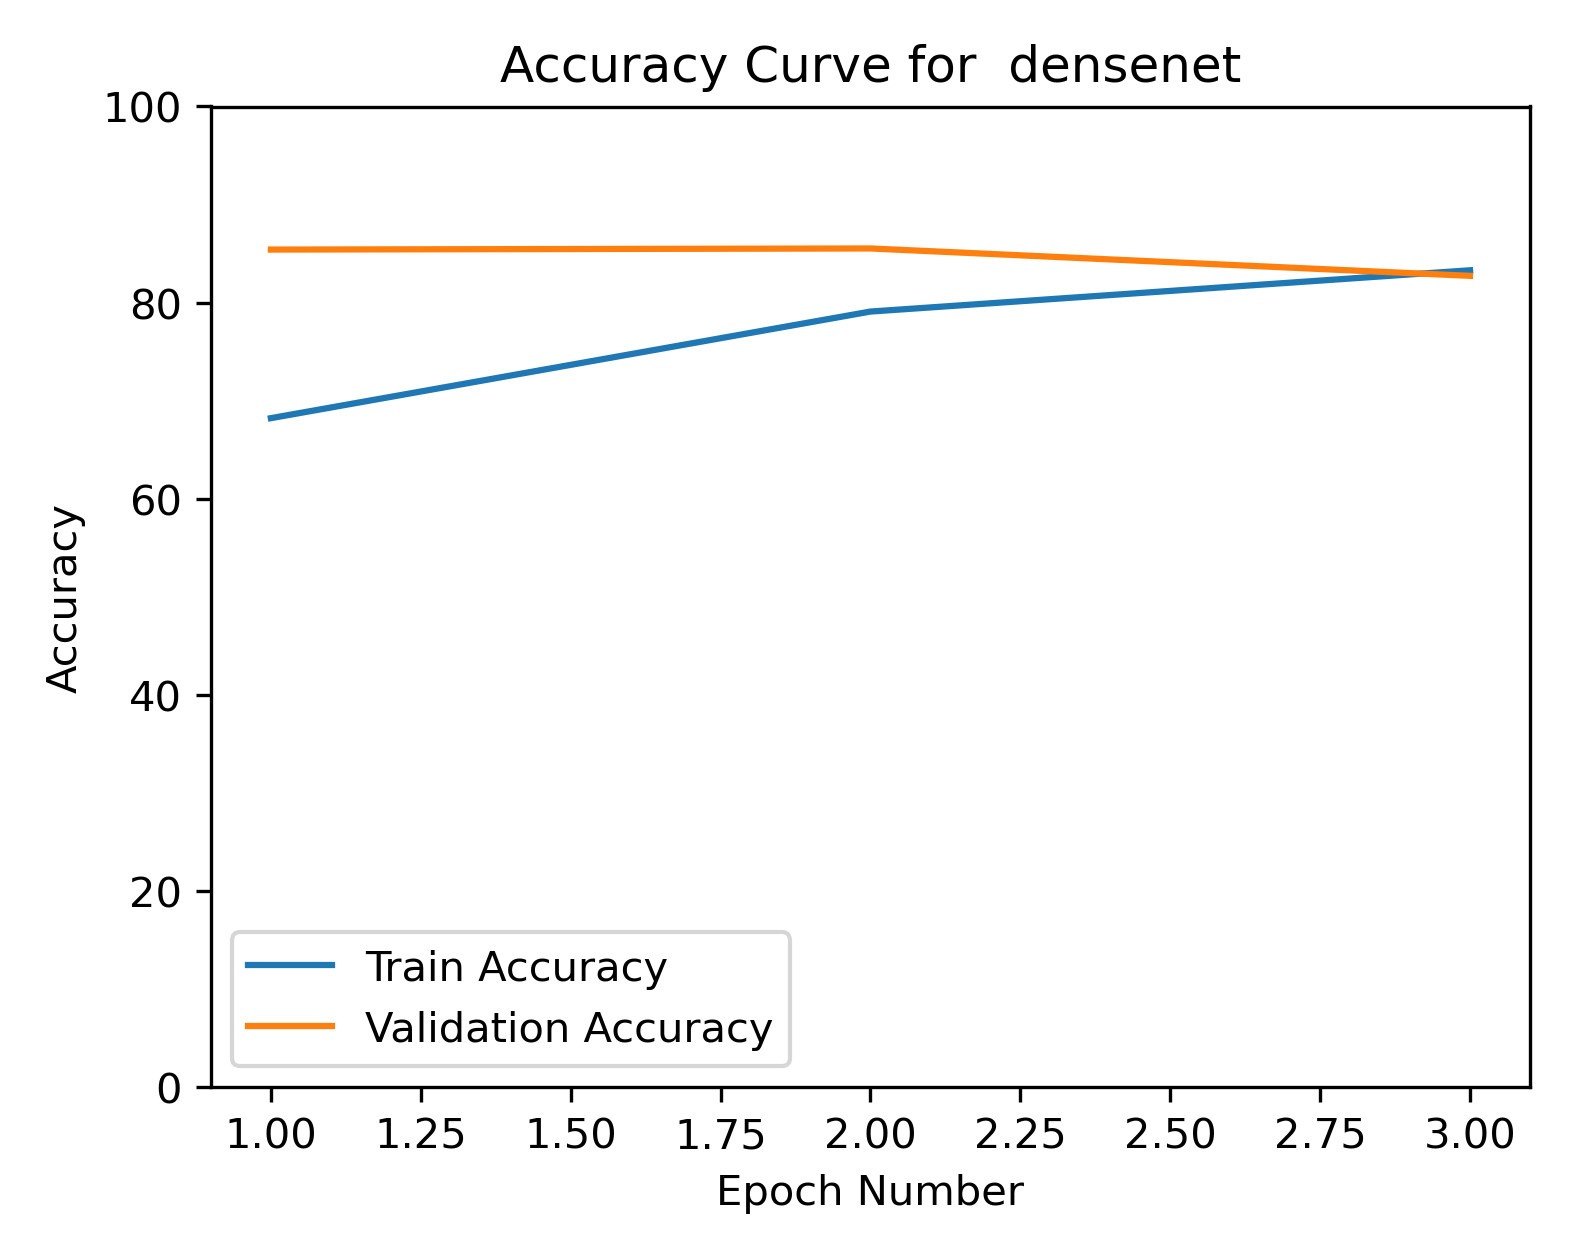 Accuracy Curve for  densenet
100
80
60
40
20
0
Accuracy
Train Accuracy
Validation Accuracy
1.00 1.25 1.50 1.75 2.00 2.25 2.50 2.75 3.00
Epoch Number